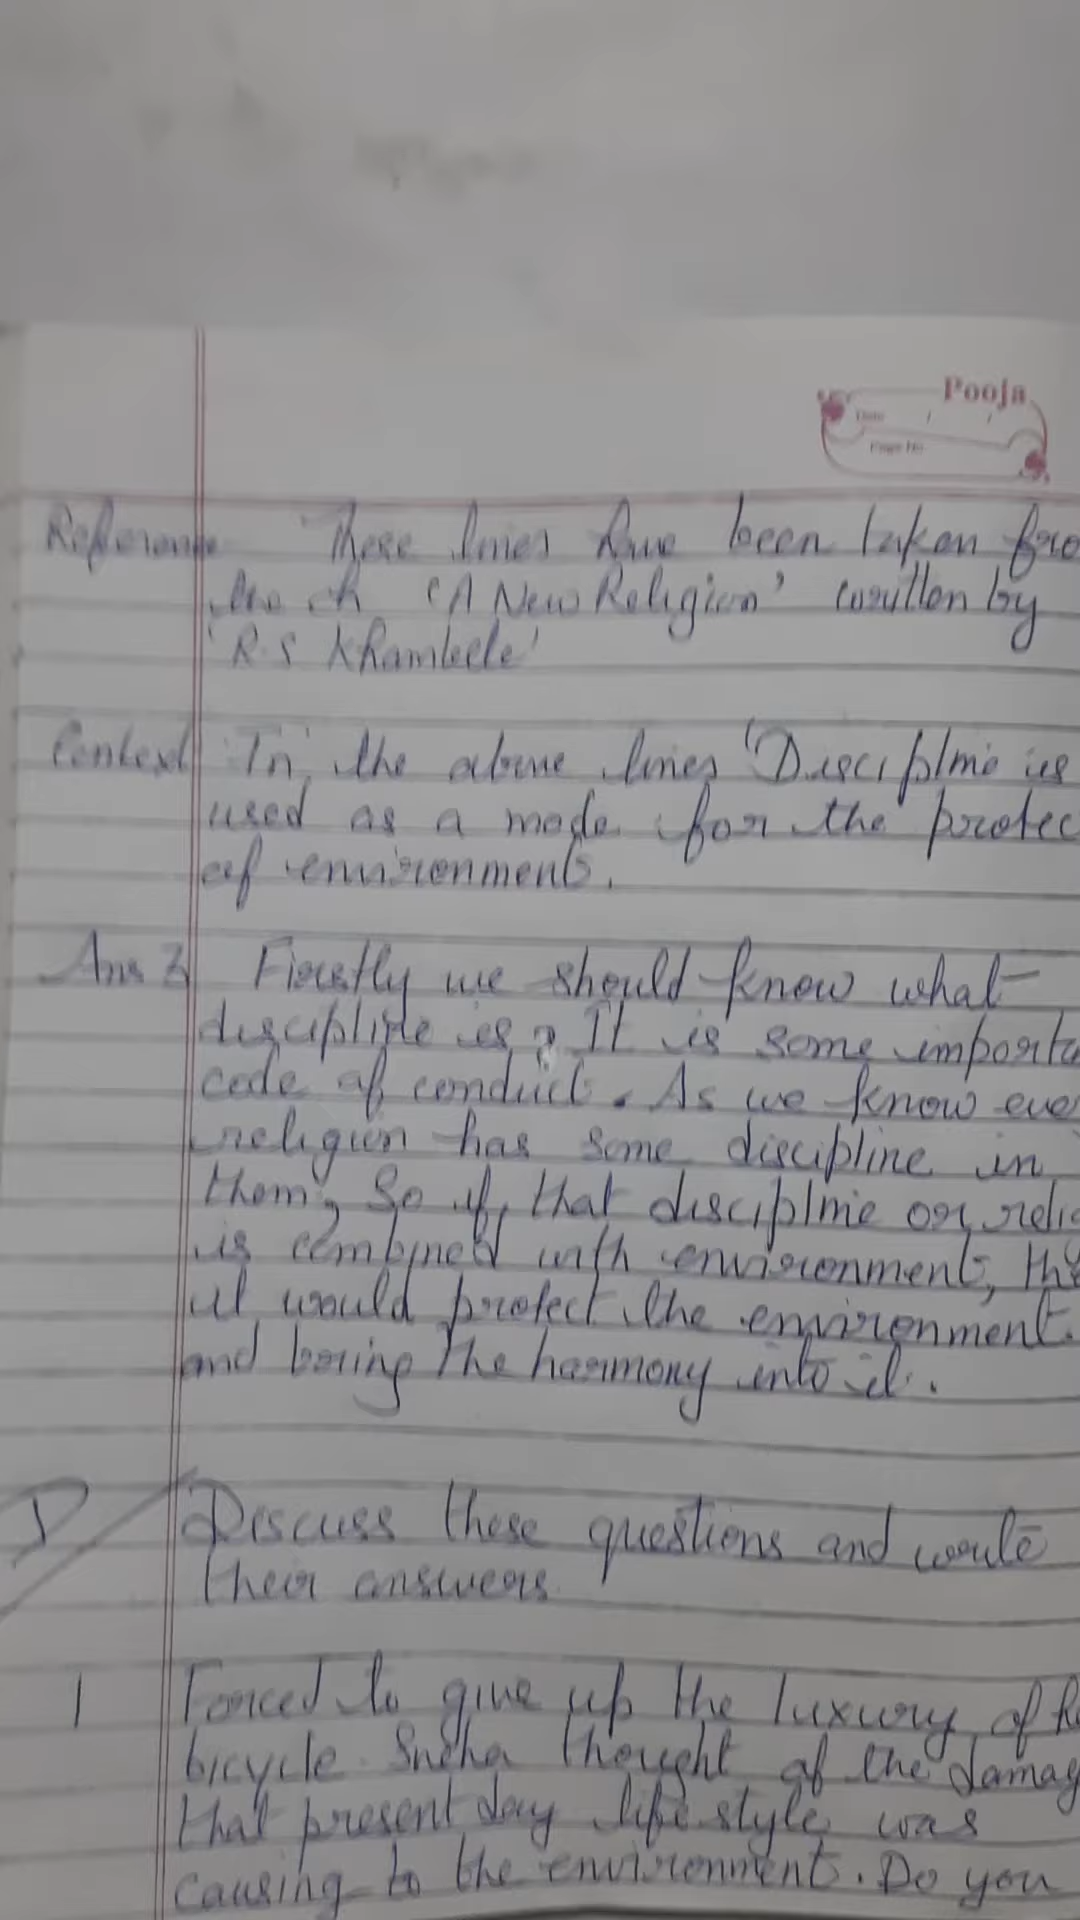 Pooja
Date / /
Page No
Reference These lines have been taken fro
the ch 'A New Religion' written by
'R.S Khambete'
Context In the above lines 'Discipline is
used as a mode for the protec
of environment.
Ans 3 Firstly we should know what
discipline is? It is some importa
code of conduct. As we know eve
religion has some discipline in
them, So if that discipline or relig
is combined with environment, the
it would protect the environment.
and bring the harmony into it.
Discuss these questions and write
their answers
1 Forced to give up the luxury of h
bicycle Sneha thought of the damag
that present day life style was
causing to the environment. Do you